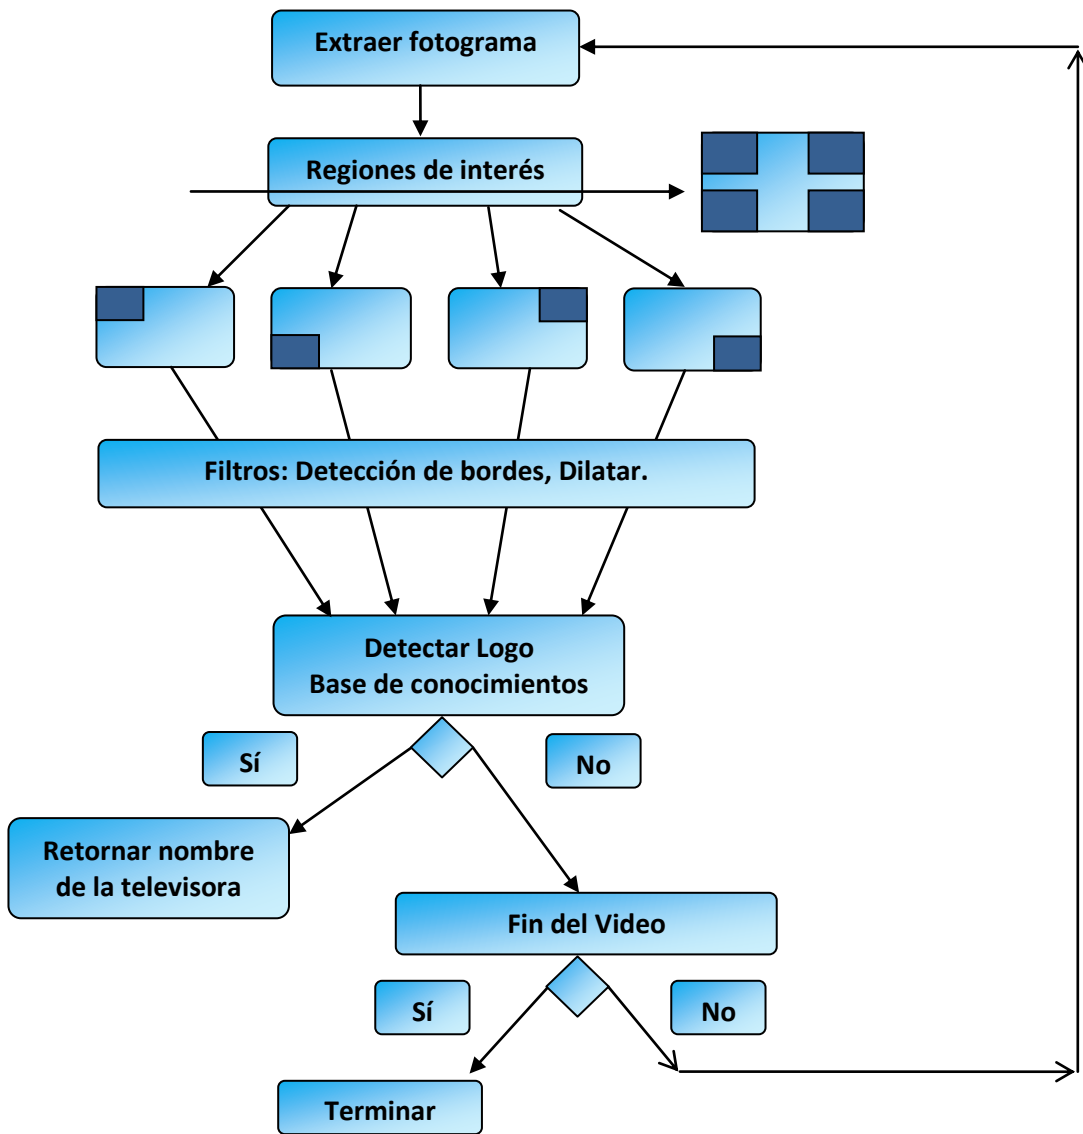 Extraer fotograma
Regiones de interés
Filtros: Detección de bordes, Dilatar.
Detectar Logo
Base de conocimientos
Sí
No
Retornar nombre
de la televisora
Fin del Video
Sí
No
Terminar